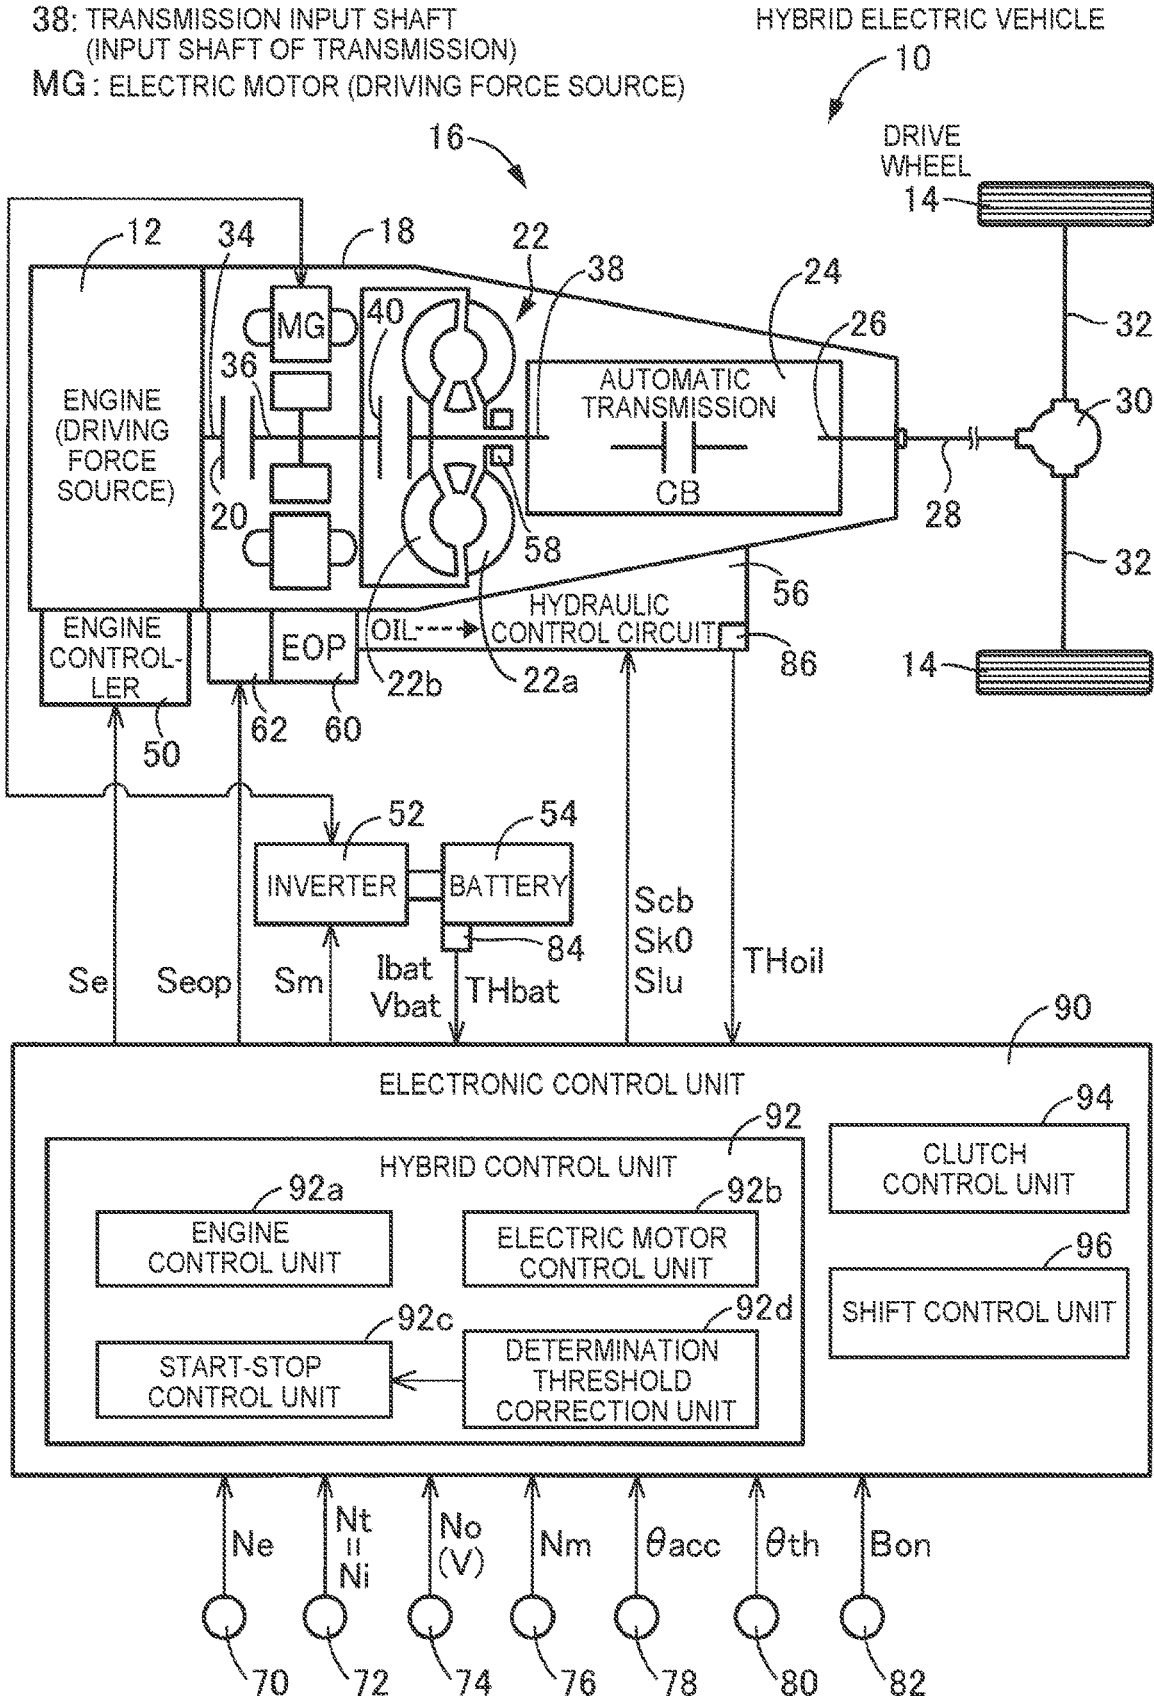 38: TRANSMISSION INPUT SHAFT
(INPUT SHAFT OF TRANSMISSION)
MG: ELECTRIC MOTOR (DRIVING FORCE SOURCE)
HYBRID ELECTRIC VEHICLE
10
16
DRIVE
WHEEL
14
12
34
18
22
38
24
26
32
MG
40
36
ENGINE
(DRIVING
FORCE
SOURCE)
AUTOMATIC
TRANSMISSION
CB
30
20
58
28
32
56
ENGINE
CONTROL-
LER
EOP
OIL
HYDRAULIC
CONTROL CIRCUIT
86
14
50
62
60
22b
22a
52
54
INVERTER
BATTERY
84
Se
Seop
Sm
Ibat
Vbat
THbat
Scb
Sk0
Slu
THoil
90
ELECTRONIC CONTROL UNIT
92
HYBRID CONTROL UNIT
94
CLUTCH
CONTROL UNIT
92a
ENGINE
CONTROL UNIT
92b
ELECTRIC MOTOR
CONTROL UNIT
96
SHIFT CONTROL UNIT
92c
START-STOP
CONTROL UNIT
92d
DETERMINATION
THRESHOLD
CORRECTION UNIT
Ne
Nt
=
Ni
No
(V)
Nm
θacc
θth
Bon
70
72
74
76
78
80
82